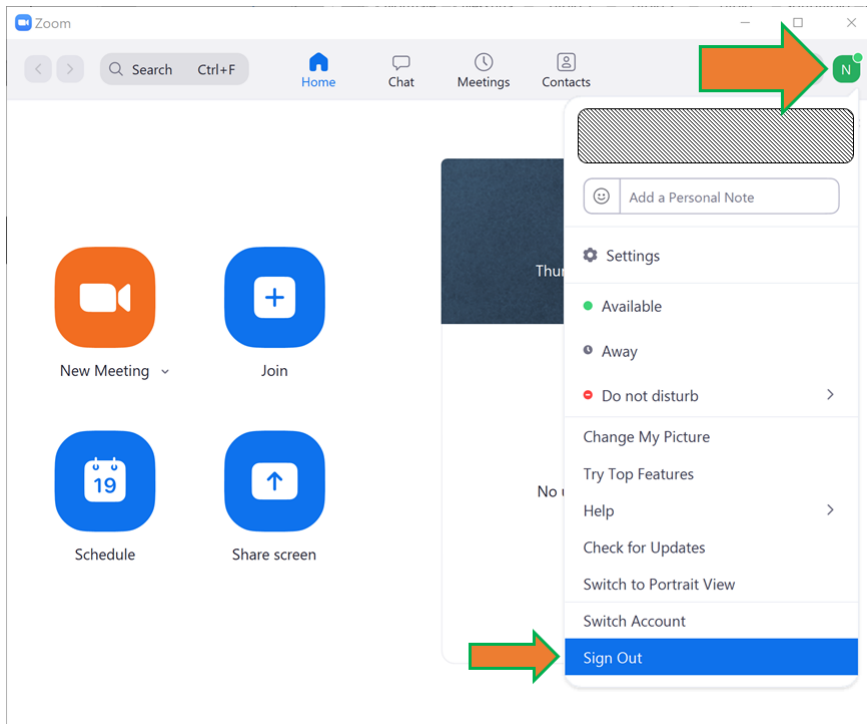 Zoom
Search Ctrl+F
Home
Chat
Meetings
Contacts
N
Add a Personal Note
Settings
Available
Away
Do not disturb
Change My Picture
Try Top Features
Help
Check for Updates
Switch to Portrait View
Switch Account
Sign Out
New Meeting
Join
19
Schedule
Share screen
No